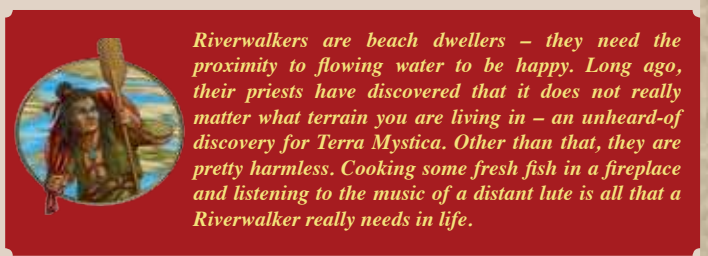 Riverwalkers are beach dwellers – they need the
proximity to flowing water to be happy. Long ago,
their priests have discovered that it does not really
matter what terrain you are living in – an unheard-of
discovery for Terra Mystica. Other than that, they are
pretty harmless. Cooking some fresh fish in a fireplace
and listening to the music of a distant lute is all that a
Riverwalker really needs in life.